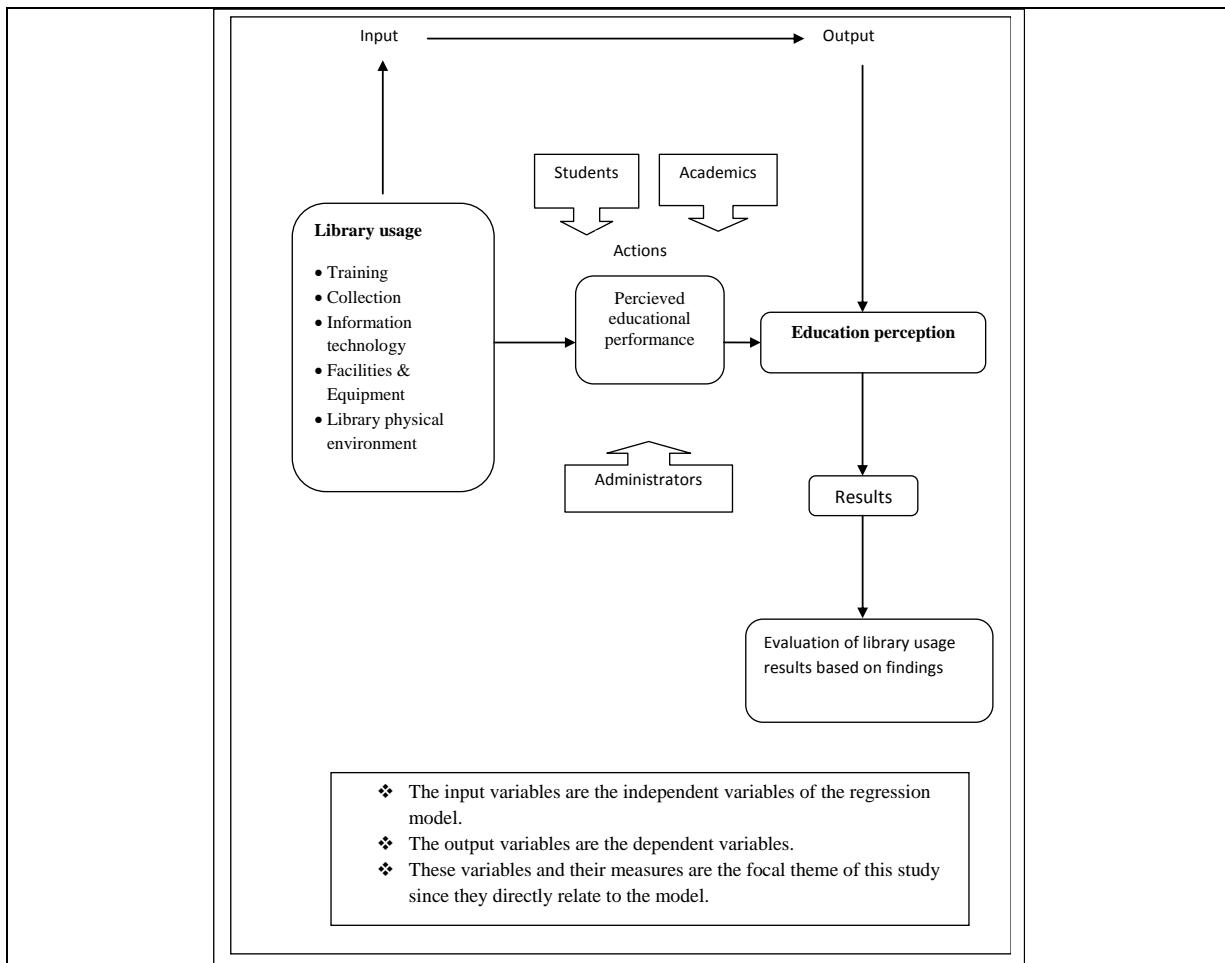 Input
Output
Students
Academics
Library usage
• Training
• Collection
• Information
technology
• Facilities &
Equipment
• Library physical
environment
Actions
Percieved
educational
performance
Education perception
Administrators
Results
Evaluation of library usage
results based on findings
❖ The input variables are the independent variables of the regression
model.
❖ The output variables are the dependent variables.
❖ These variables and their measures are the focal theme of this study
since they directly relate to the model.